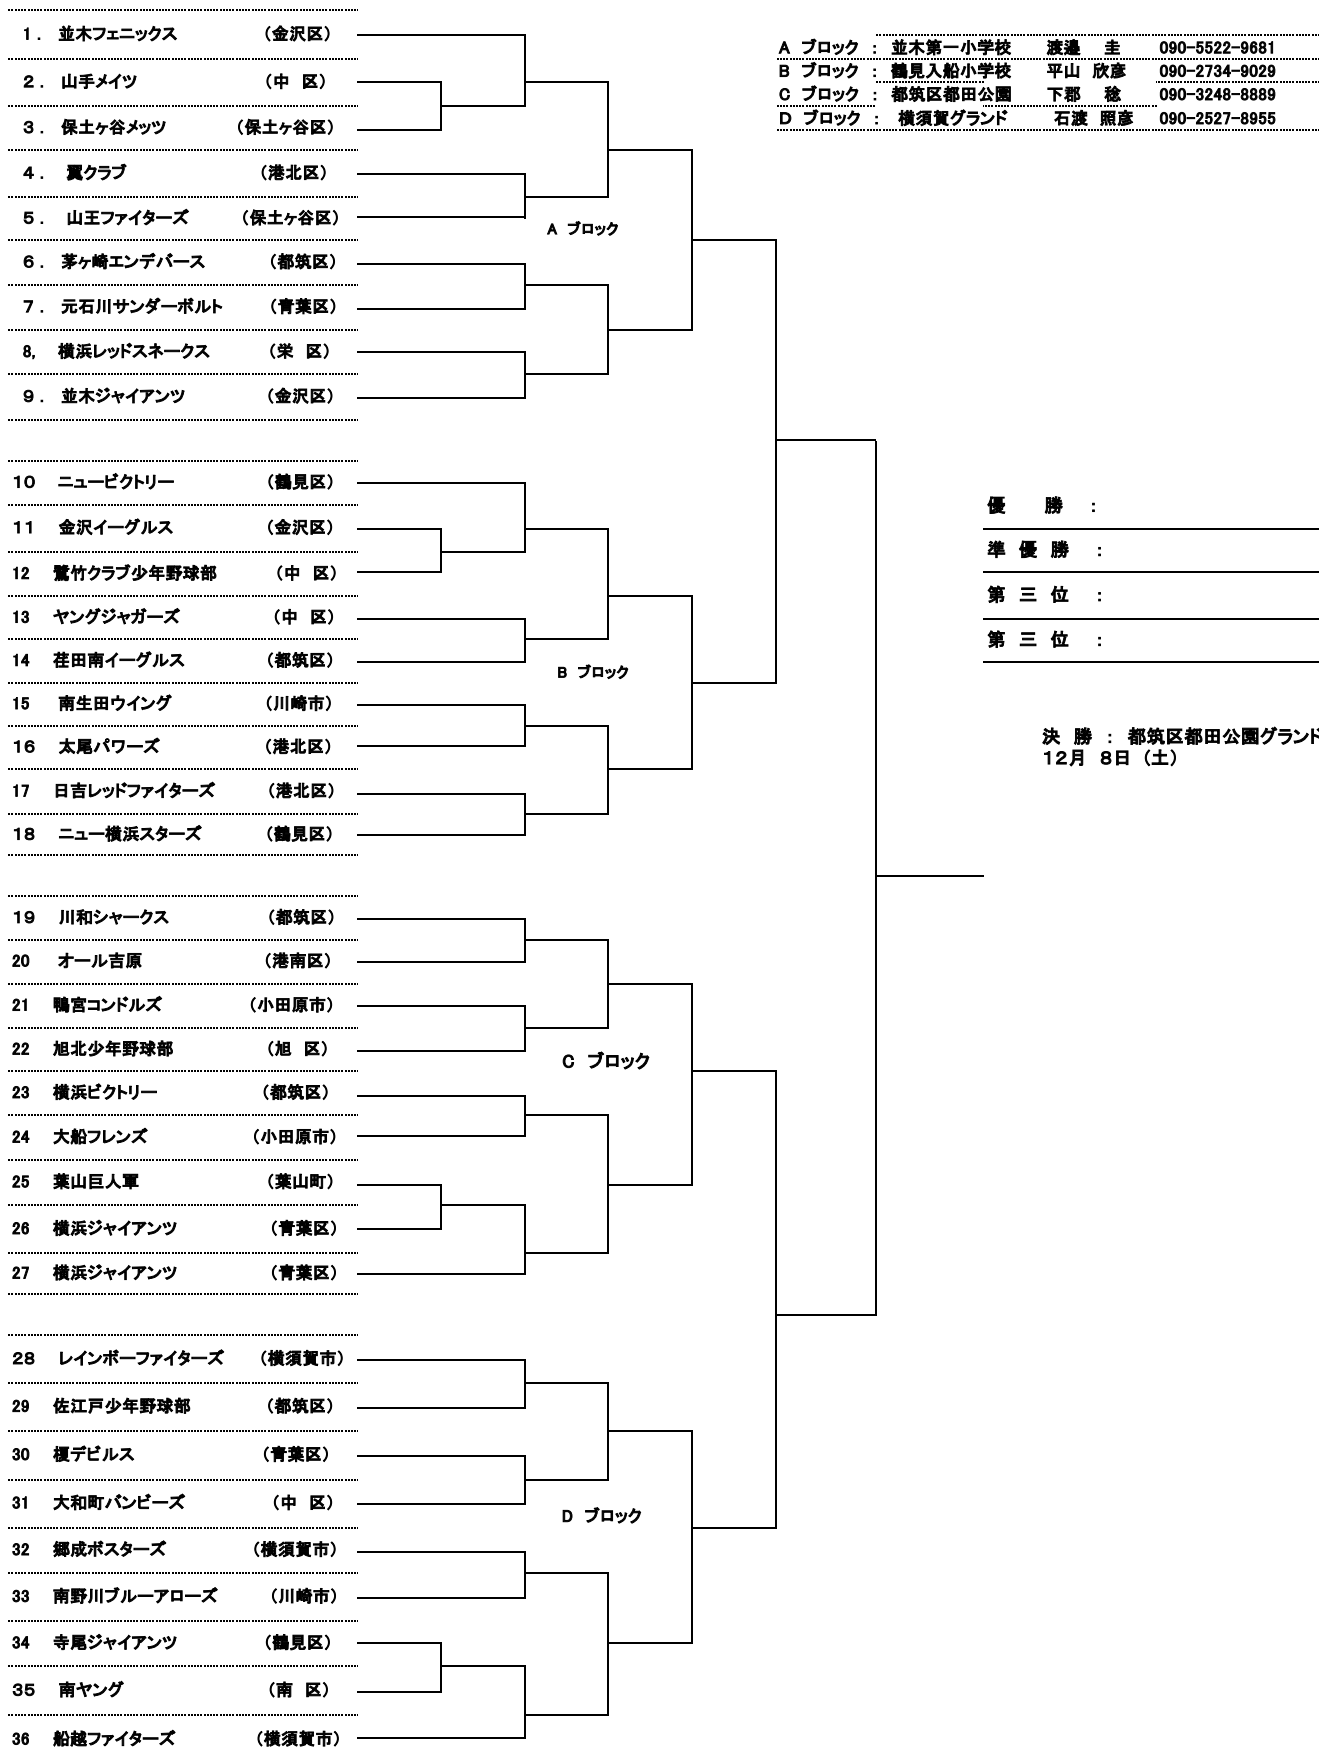 1. 並木フェニックス (金沢区)
2. 山手メイツ (中 区)
3. 保土ヶ谷メッツ (保土ヶ谷区)
4. 翼クラブ (港北区)
5. 山王ファイターズ (保土ヶ谷区)
A ブロック
6. 茅ヶ崎エンデバース (都筑区)
7. 元石川サンダーボルト (青葉区)
8, 横浜レッドスネークス (栄 区)
9. 並木ジャイアンツ (金沢区)
10 ニュービクトリー (鶴見区)
11 金沢イーグルス (金沢区)
12 鷺竹クラブ少年野球部 (中 区)
13 ヤングジャガーズ (中 区)
14 荏田南イーグルス (都筑区)
B ブロック
15 南生田ウイング (川崎市)
16 太尾パワーズ (港北区)
17 日吉レッドファイターズ (港北区)
18 ニュー横浜スターズ (鶴見区)
19 川和シャークス (都筑区)
20 オール吉原 (港南区)
21 鴨宮コンドルズ (小田原市)
22 旭北少年野球部 (旭 区)
C ブロック
23 横浜ビクトリー (都筑区)
24 大船フレンズ (小田原市)
25 葉山巨人軍 (葉山町)
26 横浜ジャイアンツ (青葉区)
27 横浜ジャイアンツ (青葉区)
28 レインボーファイターズ (横須賀市)
29 佐江戸少年野球部 (都筑区)
30 榎デビルス (青葉区)
31 大和町バンビーズ (中 区)
D ブロック
32 郷成ボスターズ (横須賀市)
33 南野川ブルーアローズ (川崎市)
34 寺尾ジャイアンツ (鶴見区)
35 南ヤング (南 区)
36 船越ファイターズ (横須賀市)
A ブロック : 並木第一小学校 渡邉 圭 090-5522-9681
B ブロック : 鶴見入船小学校 平山 欣彦 090-2734-9029
C ブロック : 都筑区都田公園 下郡 稔 090-3248-8889
D ブロック : 横須賀グランド 石渡 照彦 090-2527-8955
優 勝 :
準 優 勝 :
第 三 位 :
第 三 位 :
決 勝 : 都筑区都田公園グランド
12月 8日 (土)